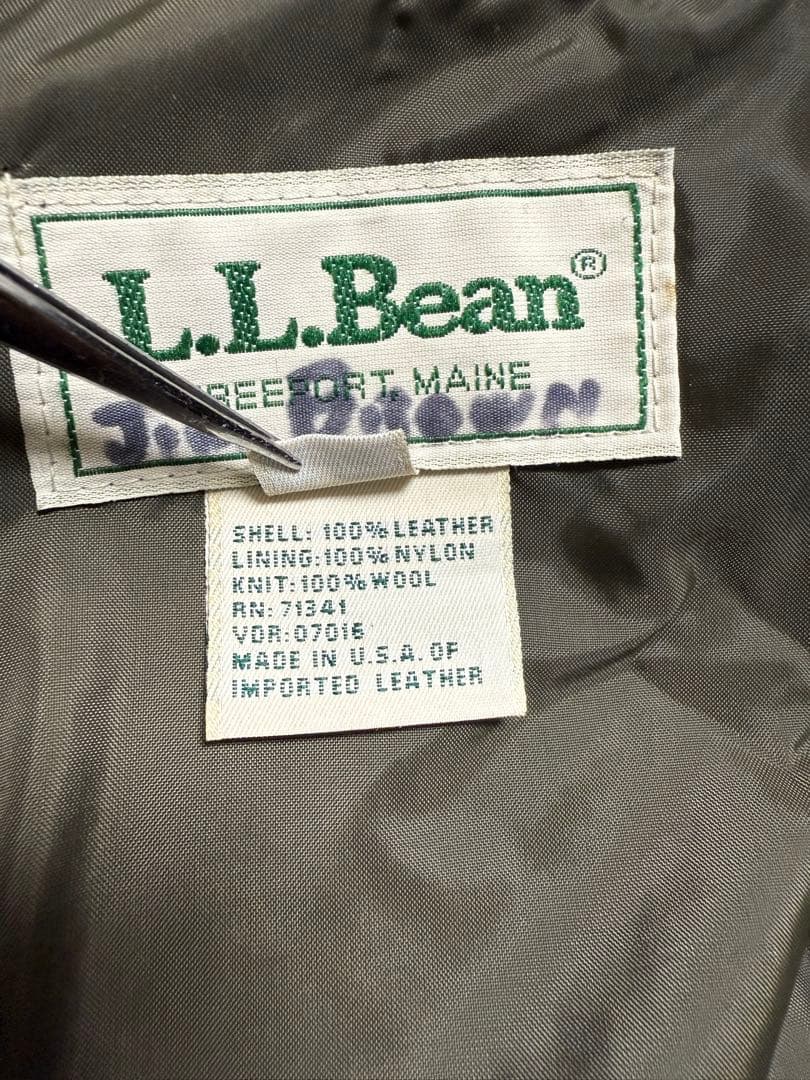 L.L.Bean®
REEPORT, MAINE
Brown
SHELL: 100% LEATHER
LINING: 100% NYLON
KNIT: 100% WOOL
RN: 71341
VDR: 07016
MADE IN U.S.A. OF
IMPORTED LEATHER